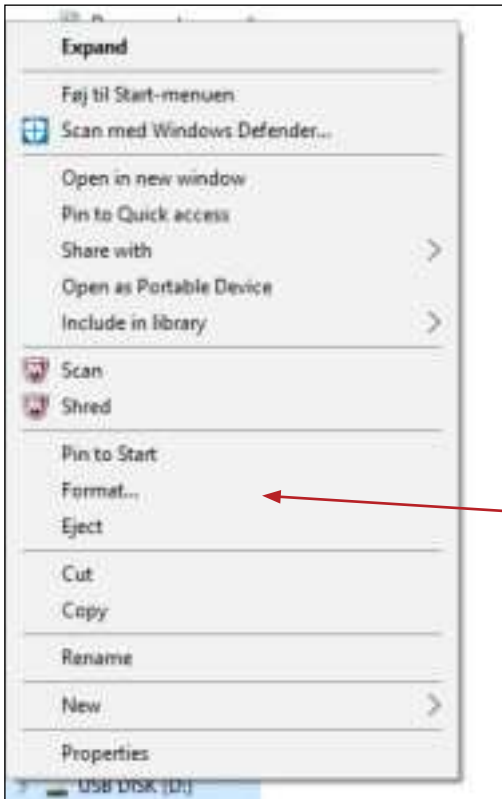 Expand
Føj til Start-menuen
Scan med Windows Defender...
Open in new window
Pin to Quick access
Share with
Open as Portable Device
Include in library
Scan
Shred
Pin to Start
Format...
Eject
Cut
Copy
Rename
New
Properties
USB DISK (D:)